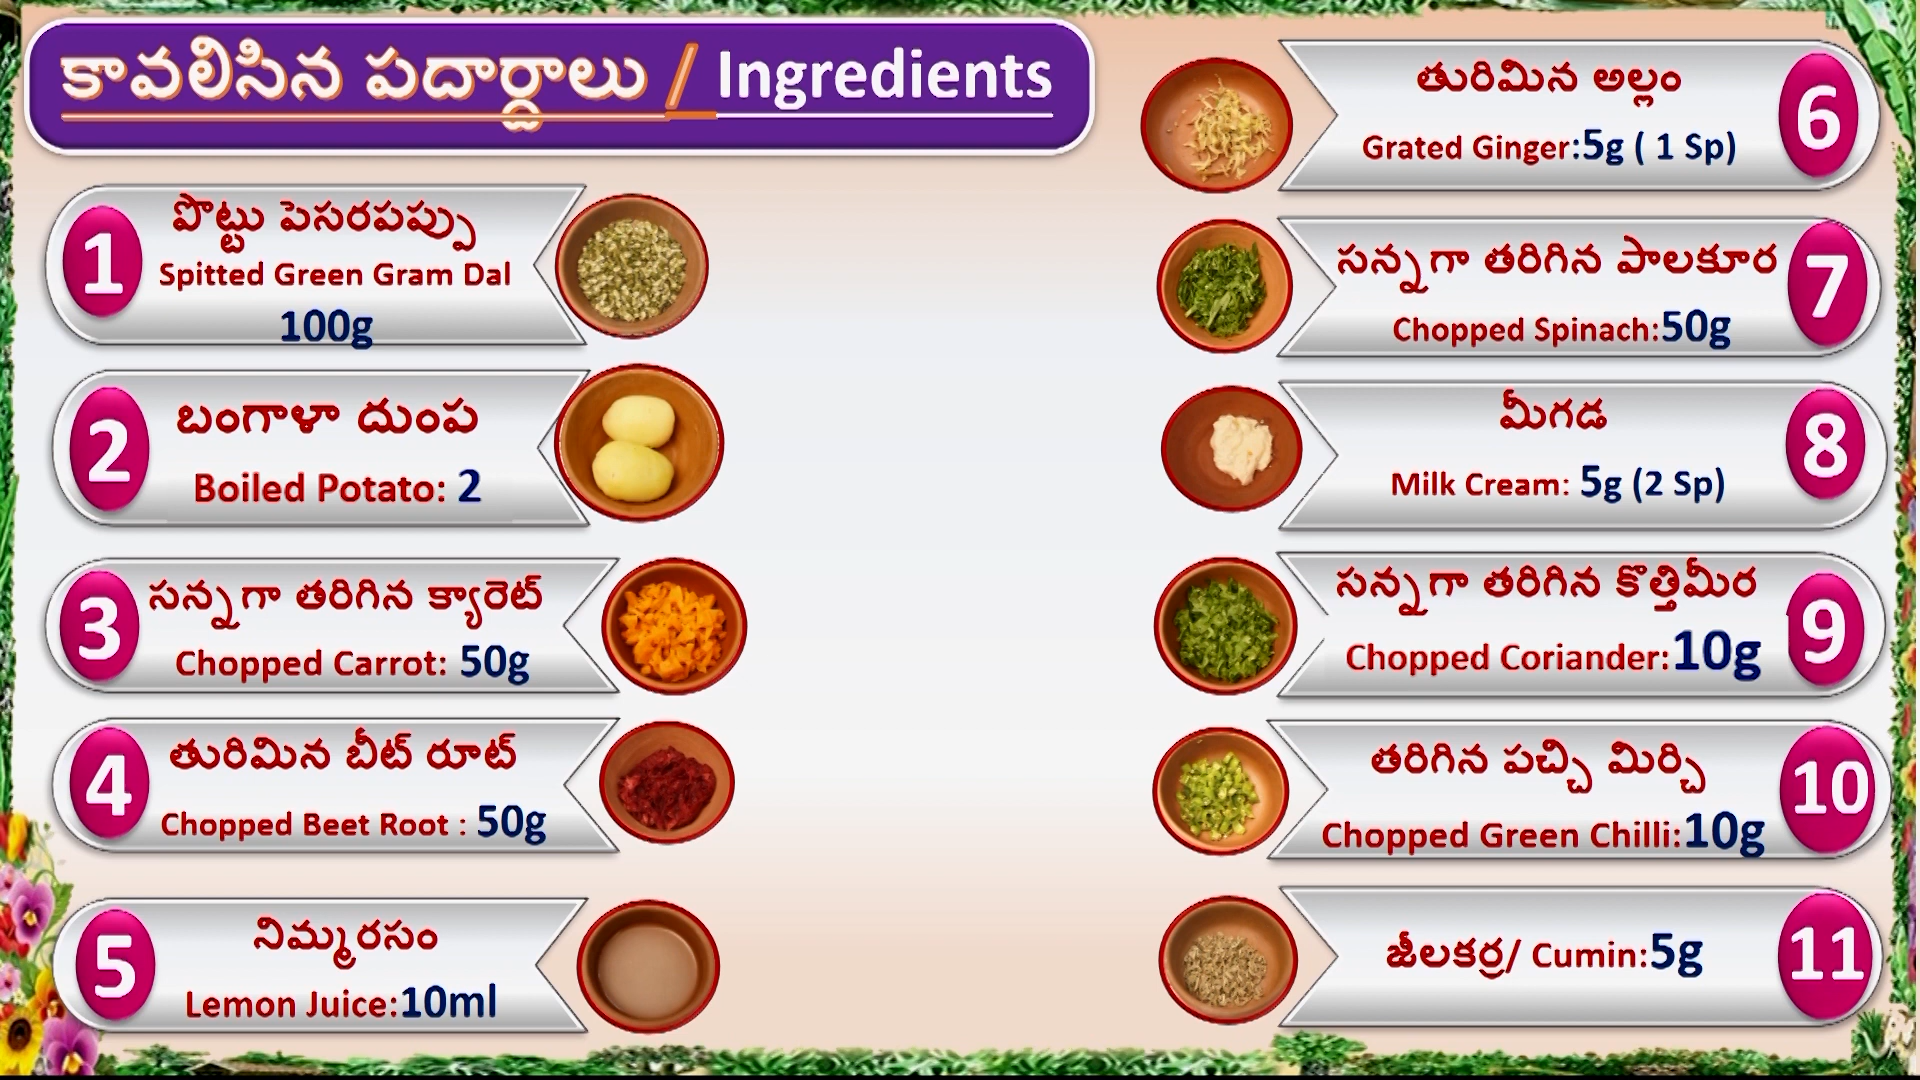 కావలిసిన పదార్ధాలు / Ingredients
1
పొట్టు పెసరపప్పు
Spitted Green Gram Dal
100g
2
బంగాళా దుంప
Boiled Potato: 2
3
సన్నగా తరిగిన క్యారెట్
Chopped Carrot: 50g
4
తురిమిన బీట్ రూట్
Chopped Beet Root : 50g
5
నిమ్మరసం
Lemon Juice:10ml
6
తురిమిన అల్లం
Grated Ginger:5g ( 1 Sp)
7
సన్నగా తరిగిన పాలకూర
Chopped Spinach:50g
8
మీగడ
Milk Cream: 5g (2 Sp)
9
సన్నగా తరిగిన కొత్తిమీర
Chopped Coriander:10g
10
తరిగిన పచ్చి మిర్చి
Chopped Green Chilli:10g
11
జీలకర్ర/ Cumin:5g